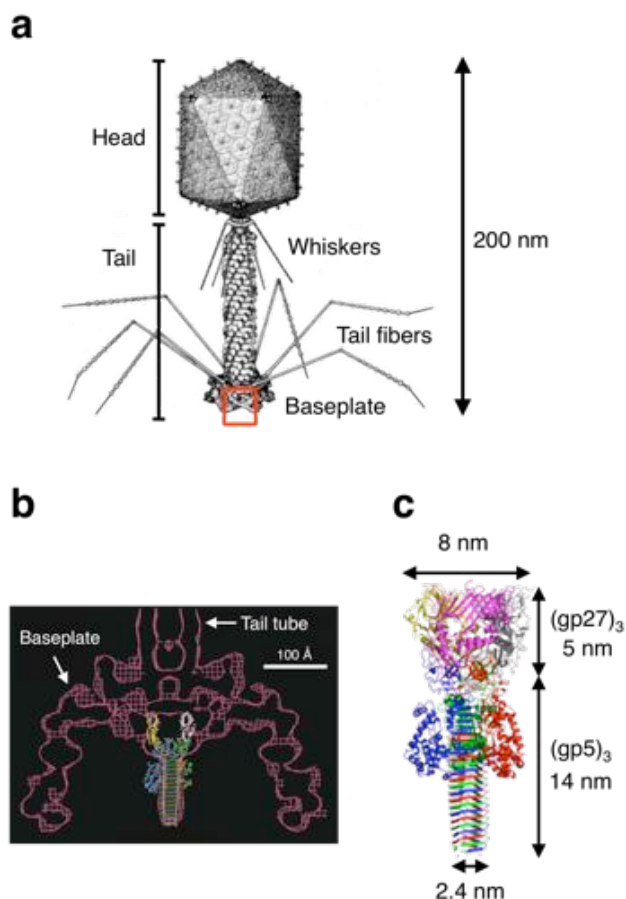 a
Head
Tail
Whiskers
Tail fibers
Baseplate
200 nm
b
Baseplate
Tail tube
100 Å
c
8 nm
(gp27)₃
5 nm
(gp5)₃
14 nm
2.4 nm